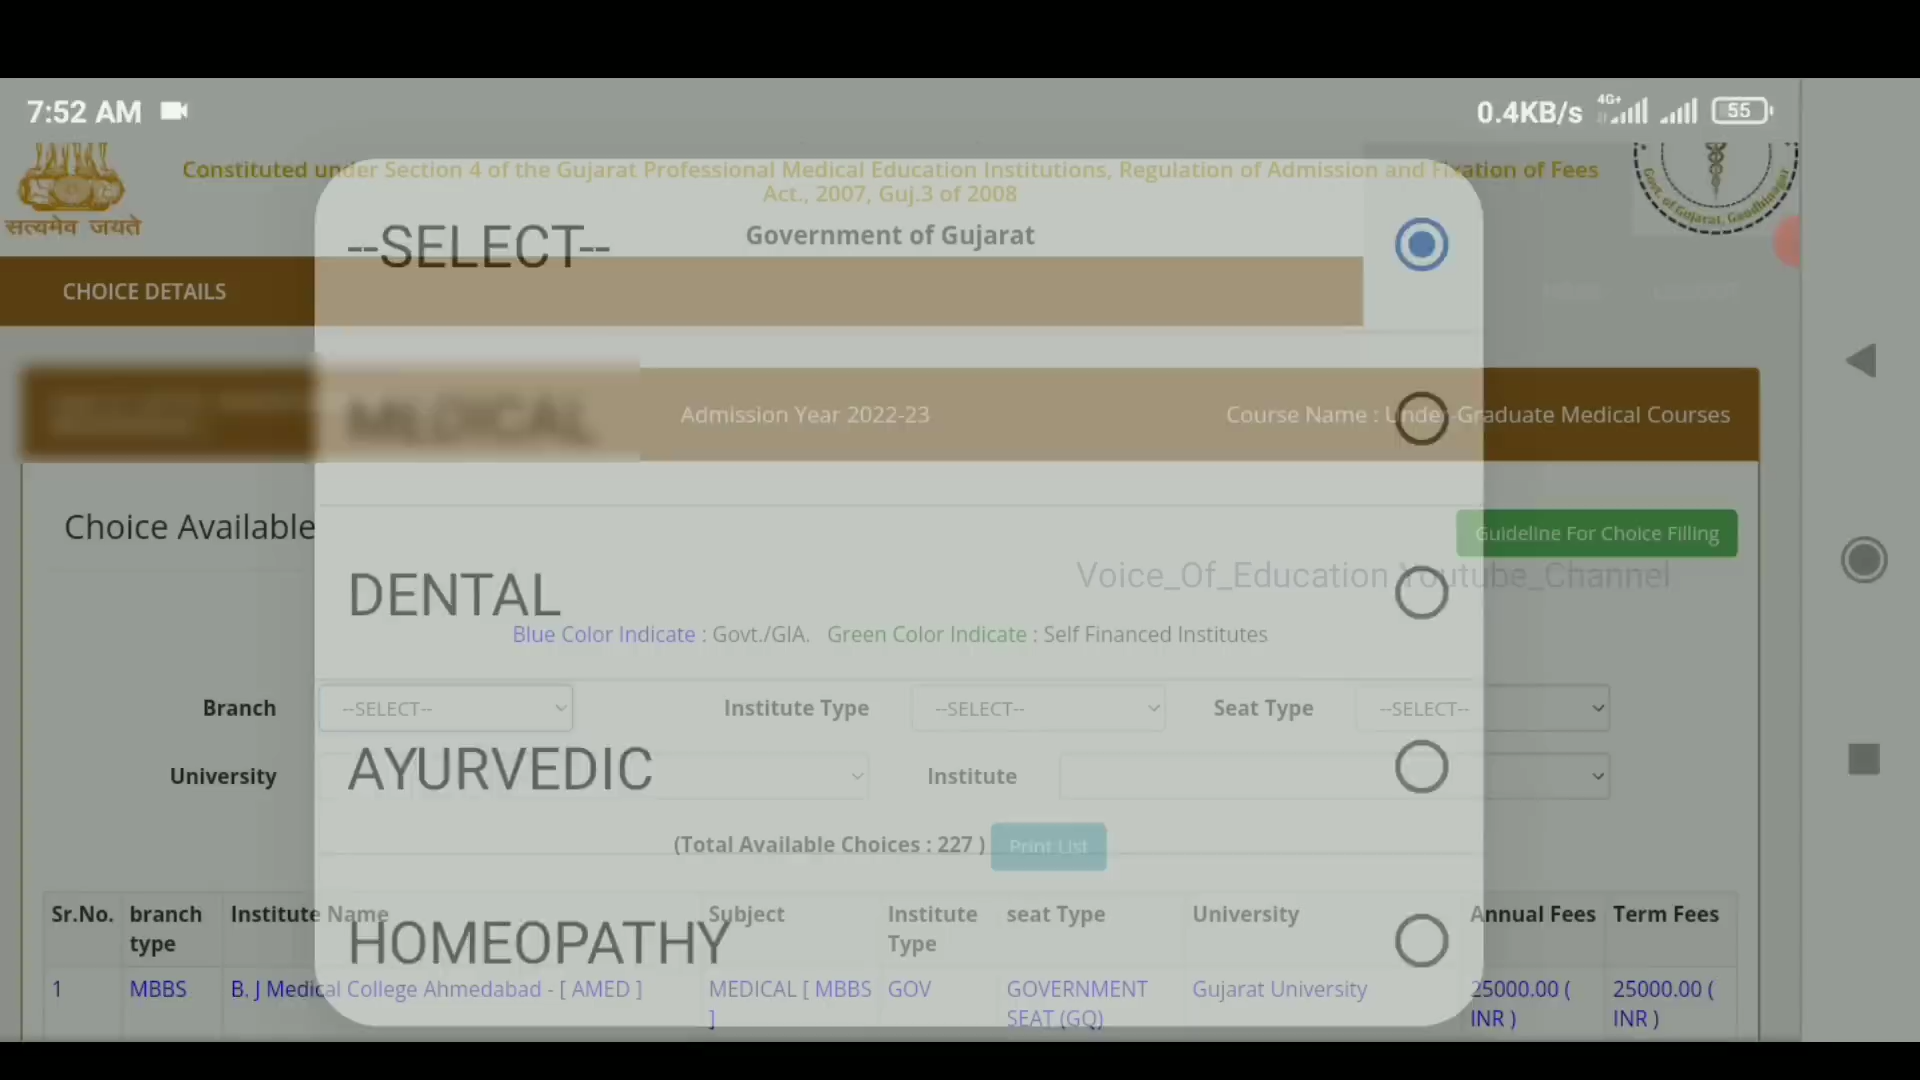 7:52 AM
0.4KB/s 4G+ 55
सत्यमेव जयते
Constituted under Section 4 of the Gujarat Professional Medical Education Institutions, Regulation of Admission and Fixation of Fees
Act., 2007, Guj.3 of 2008
Government of Gujarat
Govt. of Gujarat, Gandhinagar
--SELECT--
CHOICE DETAILS
MEDICAL
Admission Year 2022-23
Course Name : Under-Graduate Medical Courses
Choice Available
Guideline For Choice Filling
Voice_Of_Education Youtube_Channel
DENTAL
Blue Color Indicate : Govt./GIA. Green Color Indicate : Self Financed Institutes
Branch --SELECT-- Institute Type --SELECT-- Seat Type --SELECT--
AYURVEDIC
University Institute
(Total Available Choices : 227 ) Print List
HOMEOPATHY
Sr.No. branch type Institute Name Subject Institute Type seat Type University Annual Fees Term Fees
1 MBBS B. J Medical College Ahmedabad - [ AMED ] MEDICAL [ MBBS ] GOV GOVERNMENT SEAT (GQ) Gujarat University 25000.00 ( INR ) 25000.00 ( INR )